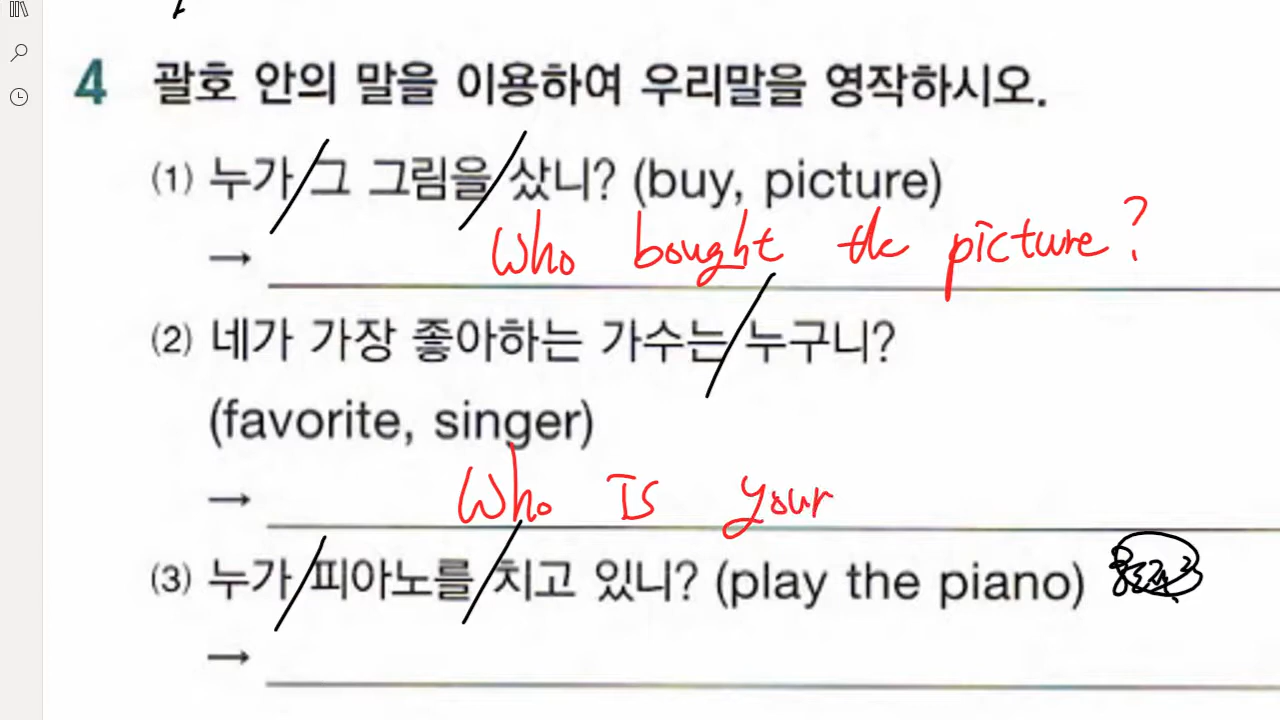 4 괄호 안의 말을 이용하여 우리말을 영작하시오.
(1) 누가 그 그림을 샀니? (buy, picture)
→ Who bought the picture?
(2) 네가 가장 좋아하는 가수는 누구니?
(favorite, singer)
→ Who is your
(3) 누가 피아노를 치고 있니? (play the piano)
→